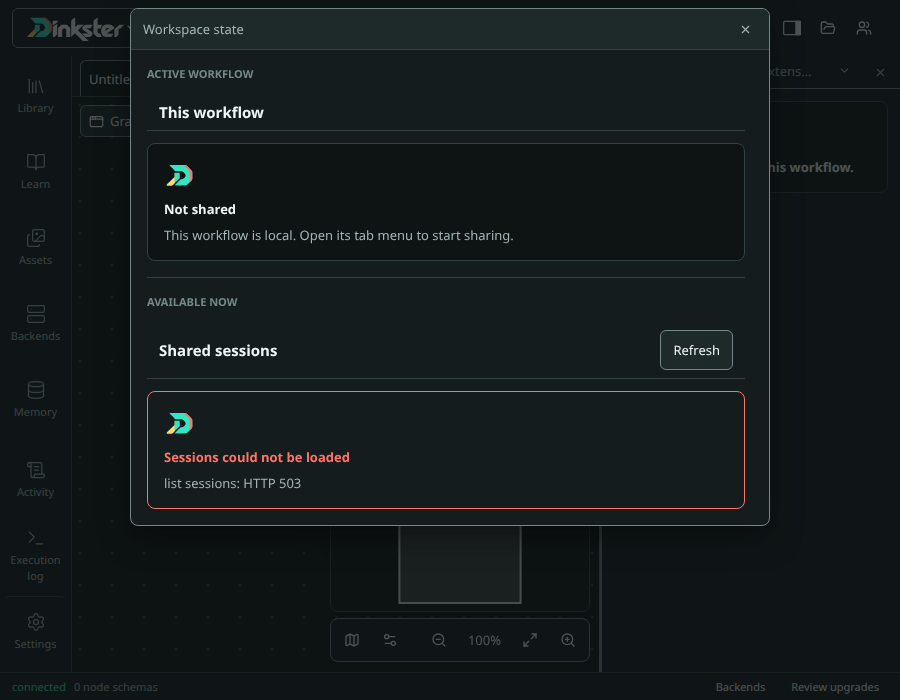 Dinkster
Workspace state
×
ACTIVE WORKFLOW
This workflow
Not shared
This workflow is local. Open its tab menu to start sharing.
AVAILABLE NOW
Shared sessions
Refresh
Sessions could not be loaded
list sessions: HTTP 503
Library
Learn
Assets
Backends
Memory
Activity
Execution
log
Settings
Untitle
Gra
xtens...
his workflow.
100%
connected 0 node schemas
Backends Review upgrades